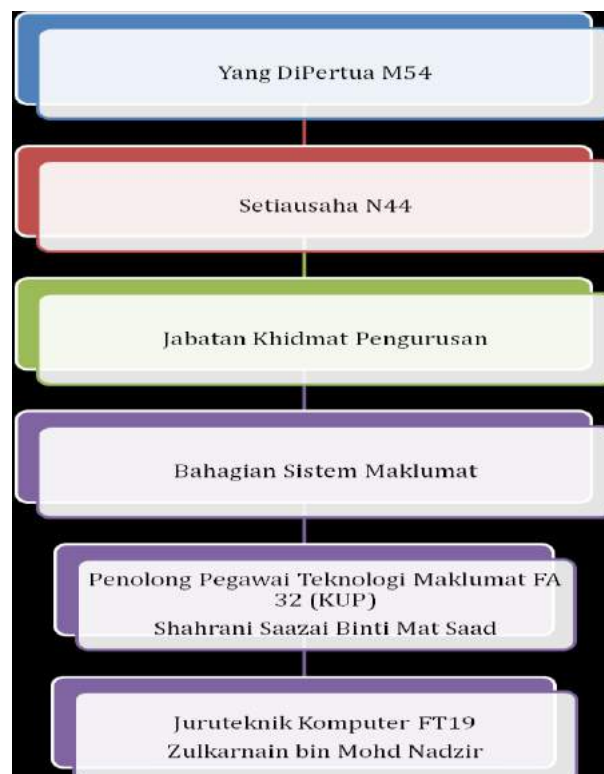 Yang DiPertua M54
Setiausaha N44
Jabatan Khidmat Pengurusan
Bahagian Sistem Maklumat
Penolong Pegawai Teknologi Maklumat FA
32 (KUP)
Shahrani Saazai Binti Mat Saad
Juruteknik Komputer FT19
Zulkarnain bin Mohd Nadzir